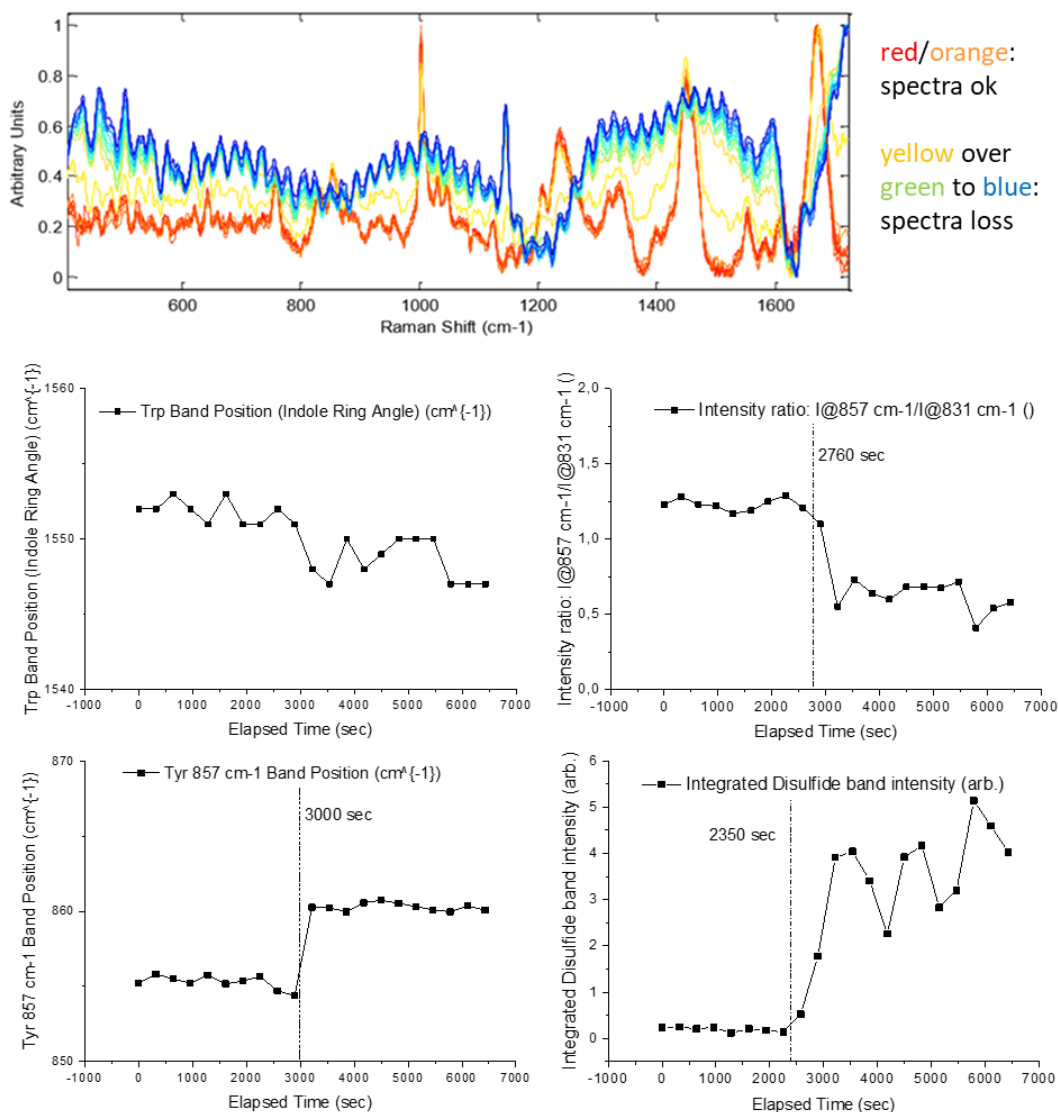 1
0.8
0.6
0.4
0.2
0
Arbitrary Units
600 800 1000 1200 1400 1600
Raman Shift (cm-1)
red/orange:
spectra ok
yellow over
green to blue:
spectra loss
Trp Band Position (Indole Ring Angle) (cm^{-1})
1560
1550
1540
Trp Band Position (Indole Ring Angle) (cm^{-1})
-1000 0 1000 2000 3000 4000 5000 6000 7000
Elapsed Time (sec)
Intensity ratio: I@857 cm-1/I@831 cm-1 ()
2,0
1,5
1,0
0,5
0,0
Intensity ratio: I@857 cm-1/I@831 cm-1 ()
2760 sec
-1000 0 1000 2000 3000 4000 5000 6000 7000
Elapsed Time (sec)
Tyr 857 cm-1 Band Position (cm^{-1})
870
860
850
Tyr 857 cm-1 Band Position (cm^{-1})
3000 sec
-1000 0 1000 2000 3000 4000 5000 6000 7000
Elapsed Time (sec)
Integrated Disulfide band intensity (arb.)
6
5
4
3
2
1
0
Integrated Disulfide band intensity (arb.)
2350 sec
-1000 0 1000 2000 3000 4000 5000 6000 7000
Elapsed Time (sec)